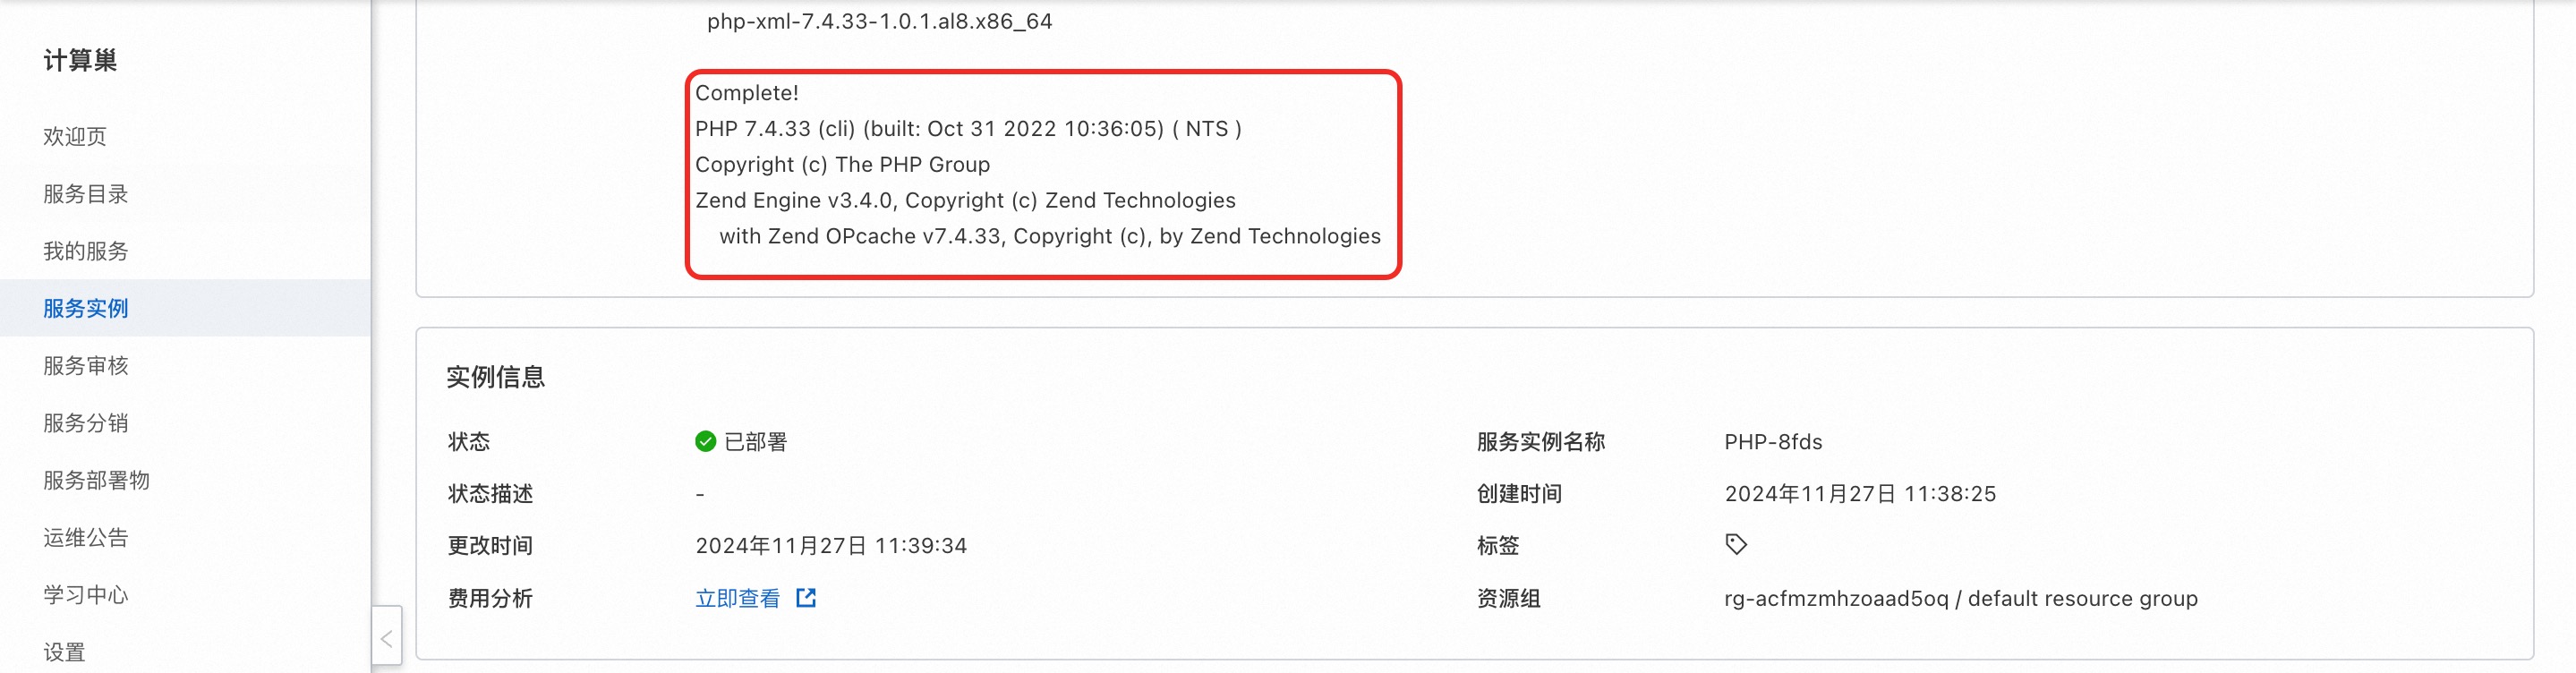 计算巢
欢迎页
服务目录
我的服务
服务实例
服务审核
服务分销
服务部署物
运维公告
学习中心
设置
php-xml-7.4.33-1.0.1.al8.x86_64
Complete!
PHP 7.4.33 (cli) (built: Oct 31 2022 10:36:05) ( NTS )
Copyright (c) The PHP Group
Zend Engine v3.4.0, Copyright (c) Zend Technologies
with Zend OPcache v7.4.33, Copyright (c), by Zend Technologies
实例信息
状态 已部署 服务实例名称 PHP-8fds
状态描述 - 创建时间 2024年11月27日 11:38:25
更改时间 2024年11月27日 11:39:34 标签
费用分析 立即查看 资源组 rg-acfmzmhzoaad5oq / default resource group